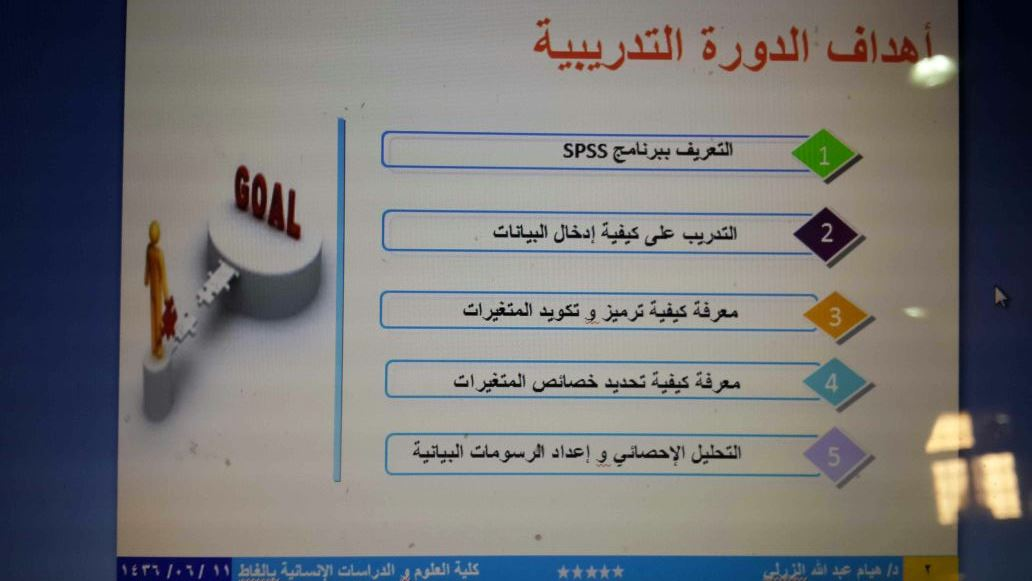 أهداف الدورة التدريبية
1 التعريف ببرنامج SPSS
2 التدريب على كيفية إدخال البيانات
3 معرفة كيفية ترميز و تكويد المتغيرات
4 معرفة كيفية تحديد خصائص المتغيرات
5 التحليل الإحصائي و إعداد الرسومات البيانية
GOAL
٢ د/ هيام عبد الله الزرلي ★★★★★ كلية العلوم و الدراسات الإنسانية بالغاط ١١ /٠٦/ ١٤٣٦